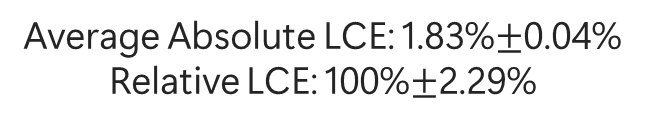 Average Absolute LCE: 1.83%±0.04%
Relative LCE: 100%±2.29%